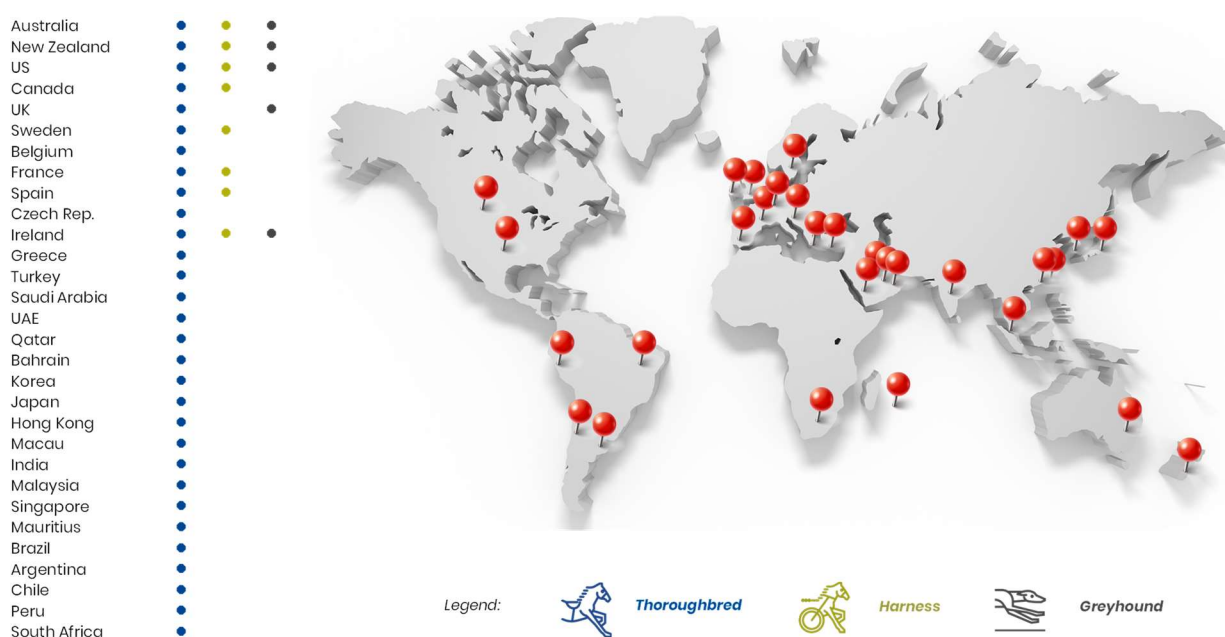 Australia
New Zealand
US
Canada
UK
Sweden
Belgium
France
Spain
Czech Rep.
Ireland
Greece
Turkey
Saudi Arabia
UAE
Qatar
Bahrain
Korea
Japan
Hong Kong
Macau
India
Malaysia
Singapore
Mauritius
Brazil
Argentina
Chile
Peru
South Africa
Legend: Thoroughbred Harness Greyhound